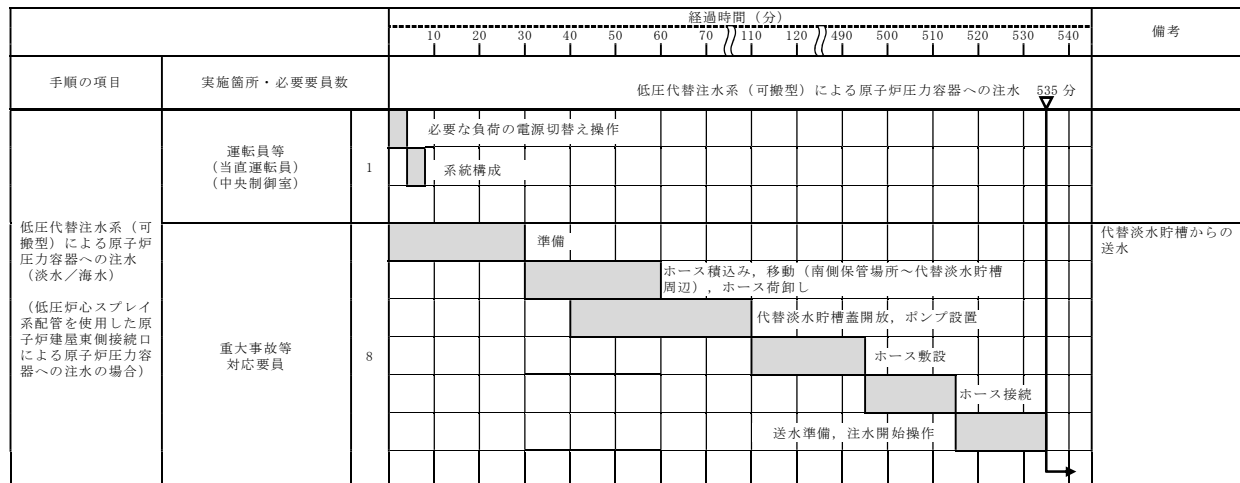 経過時間（分）
備考
10 20 30 40 50 60 70 110 120 490 500 510 520 530 540
手順の項目
実施箇所・必要要員数
低圧代替注水系（可搬型）による原子炉圧力容器への注水 535 分
運転員等
（当直運転員）
（中央制御室）
1
必要な負荷の電源切替え操作
系統構成
低圧代替注水系（可
搬型）による原子炉
圧力容器への注水
（淡水／海水）
（低圧炉心スプレイ
系配管を使用した原
子炉建屋東側接続口
による原子炉圧力容
器への注水の場合）
重大事故等
対応要員
8
準備
ホース積込み，移動（南側保管場所～代替淡水貯槽
周辺），ホース荷卸し
代替淡水貯槽蓋開放，ポンプ設置
ホース敷設
ホース接続
送水準備，注水開始操作
代替淡水貯槽からの
送水